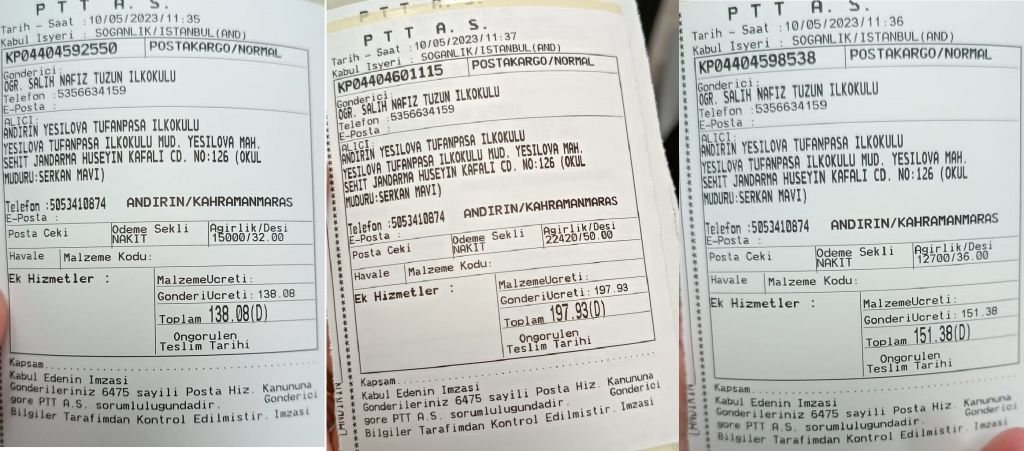 PTT A.S.
Tarih - Saat :10/05/2023/11:35
Kabul Isyeri : SOGANLIK/ISTANBUL(AND)
KP04404592550 POSTAKARGO/NORMAL
Gonderici:
OGR. SALIH NAFIZ TUZUN ILKOKULU
Telefon :5356634159
E-Posta :
ALICI:
ANDIRIN YESILOVA TUFANPASA ILKOKULU
YESILOVA TUFANPASA ILKOKULU MUD. YESILOVA MAH.
SEHIT JANDARMA HUSEYIN KAFALI CD. NO:126 (OKUL
MUDURU:SERKAN MAVI)
Telefon :5053410874 ANDIRIN/KAHRAMANMARAS
E-Posta :
Posta Ceki Odeme Sekli Agirlik/Desi
NAKIT 15000/32.00
Havale Malzeme Kodu:
Ek Hizmetler : MalzemeUcreti:
GonderiUcreti: 138.08
Toplam 138.08(D)
Ongorulen
Teslim Tarihi
Kapsam
Kabul Edenin Imzasi
Gonderileriniz 6475 sayili Posta Hiz. Kanununa
gore PTT A.S. sorumlulugundadir. Gonderici
Bilgiler Tarafimdan Kontrol Edilmistir. Imzasi
PTT A.S.
Tarih - Saat :10/05/2023/11:37
Kabul Isyeri : SOGANLIK/ISTANBUL(AND)
KP04404601115 POSTAKARGO/NORMAL
Gonderici:
OGR. SALIH NAFIZ TUZUN ILKOKULU
Telefon :5356634159
E-Posta :
ALICI:
ANDIRIN YESILOVA TUFANPASA ILKOKULU
YESILOVA TUFANPASA ILKOKULU MUD. YESILOVA MAH.
SEHIT JANDARMA HUSEYIN KAFALI CD. NO:126 (OKUL
MUDURU:SERKAN MAVI)
Telefon :5053410874 ANDIRIN/KAHRAMANMARAS
E-Posta :
Posta Ceki Odeme Sekli Agirlik/Desi
NAKIT 22420/50.00
Havale Malzeme Kodu:
Ek Hizmetler : MalzemeUcreti:
GonderiUcreti: 197.93
Toplam 197.93(D)
Ongorulen
Teslim Tarihi
Kapsam
Kabul Edenin Imzasi
Gonderileriniz 6475 sayili Posta Hiz. Kanununa
gore PTT A.S. sorumlulugundadir. Gonderici
Bilgiler Tarafimdan Kontrol Edilmistir. Imzasi
PTT A.S.
Tarih - Saat :10/05/2023/11:36
Kabul Isyeri : SOGANLIK/ISTANBUL(AND)
KP04404598538 POSTAKARGO/NORMAL
Gonderici:
OGR. SALIH NAFIZ TUZUN ILKOKULU
Telefon :5356634159
E-Posta :
ALICI:
ANDIRIN YESILOVA TUFANPASA ILKOKULU
YESILOVA TUFANPASA ILKOKULU MUD. YESILOVA MAH.
SEHIT JANDARMA HUSEYIN KAFALI CD. NO:126 (OKUL
MUDURU:SERKAN MAVI)
Telefon :5053410874 ANDIRIN/KAHRAMANMARAS
E-Posta :
Posta Ceki Odeme Sekli Agirlik/Desi
NAKIT 12700/36.00
Havale Malzeme Kodu:
Ek Hizmetler : MalzemeUcreti:
GonderiUcreti: 151.38
Toplam 151.38(D)
Ongorulen
Teslim Tarihi
Kapsam
Kabul Edenin Imzasi
Gonderileriniz 6475 sayili Posta Hiz. Kanununa
gore PTT A.S. sorumlulugundadir. Gonderici
Bilgiler Tarafimdan Kontrol Edilmistir. Imzasi